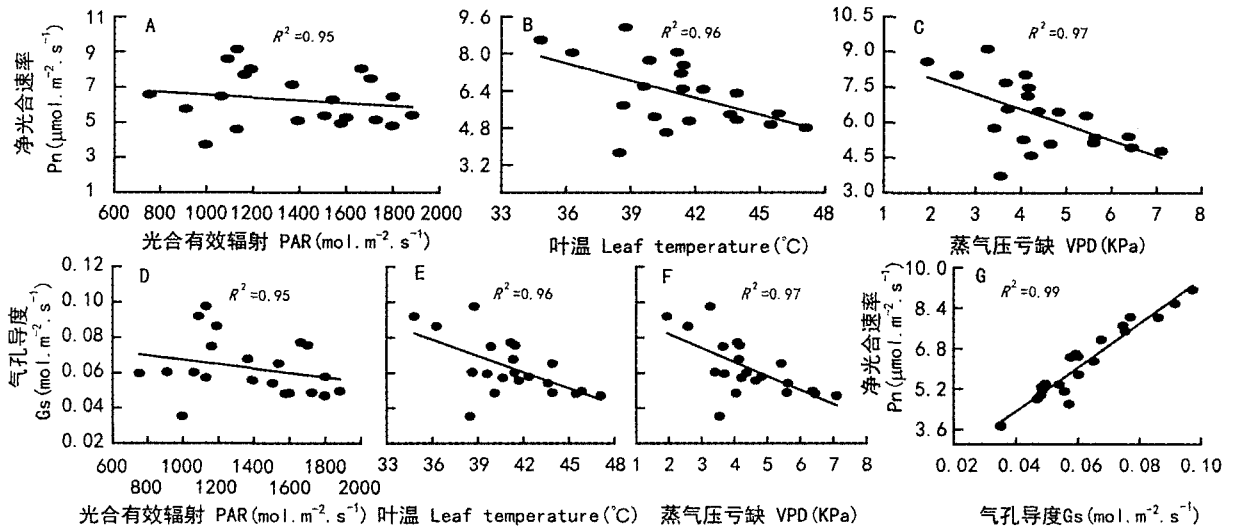 A
R²=0.95
净光合速率
Pn(μmol.m⁻².s⁻¹)
11
9
7
5
3
1
600 800 1000 1200 1400 1600 1800 2000
光合有效辐射 PAR(mol.m⁻².s⁻¹)
B
R²=0.96
9.6
8.0
6.4
4.8
3.2
33 36 39 42 45 48
叶温 Leaf temperature(℃)
C
R²=0.97
10.5
9.0
7.5
6.0
4.5
3.0
1 2 3 4 5 6 7 8
蒸气压亏缺 VPD(KPa)
D
R²=0.95
气孔导度
Gs(mol.m⁻².s⁻¹)
0.12
0.10
0.08
0.06
0.04
0.02
600 1000 1400 1800
800 1200 1600 2000
光合有效辐射 PAR(mol.m⁻².s⁻¹)
E
R²=0.96
33 36 39 42 45 48
叶温 Leaf temperature(℃)
F
R²=0.97
1 2 3 4 5 6 7 8
蒸气压亏缺 VPD(KPa)
G
R²=0.99
净光合速率
Pn(μmol.m⁻².s⁻¹)
10.0
8.4
6.8
5.2
3.6
0.02 0.04 0.06 0.08 0.10
气孔导度Gs(mol.m⁻².s⁻¹)